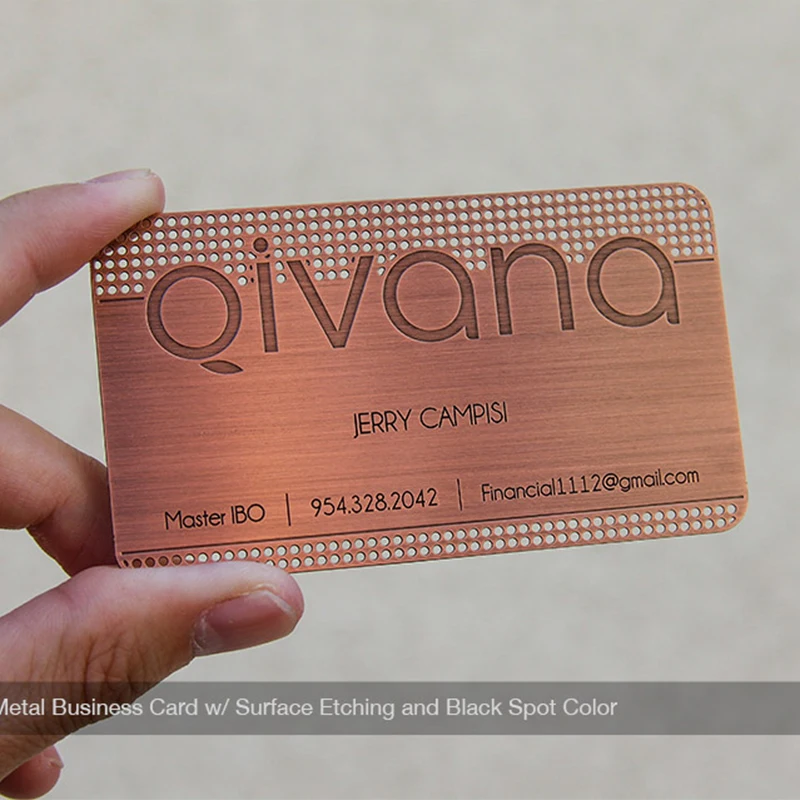 qivana
JERRY CAMPISI
Master IBO | 954.328.2042 | Financial1112@gmail.com
Metal Business Card w/ Surface Etching and Black Spot Color